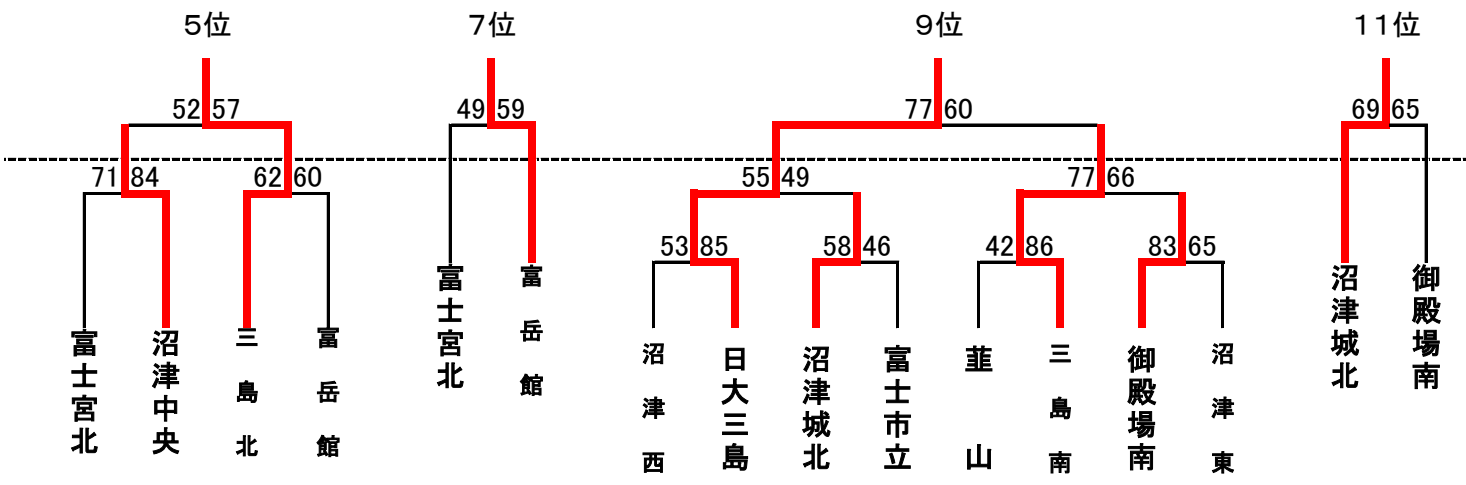 5位 7位 9位 11位
52 57 49 59 77 60 69 65
71 84 62 60 55 49 77 66
53 85 58 46 42 86 83 65
富士宮北
沼津中央
三島北
富岳館
富士宮北
富岳館
沼津西
日大三島
沼津城北
富士市立
韮山
三島南
御殿場南
沼津東
沼津城北
御殿場南